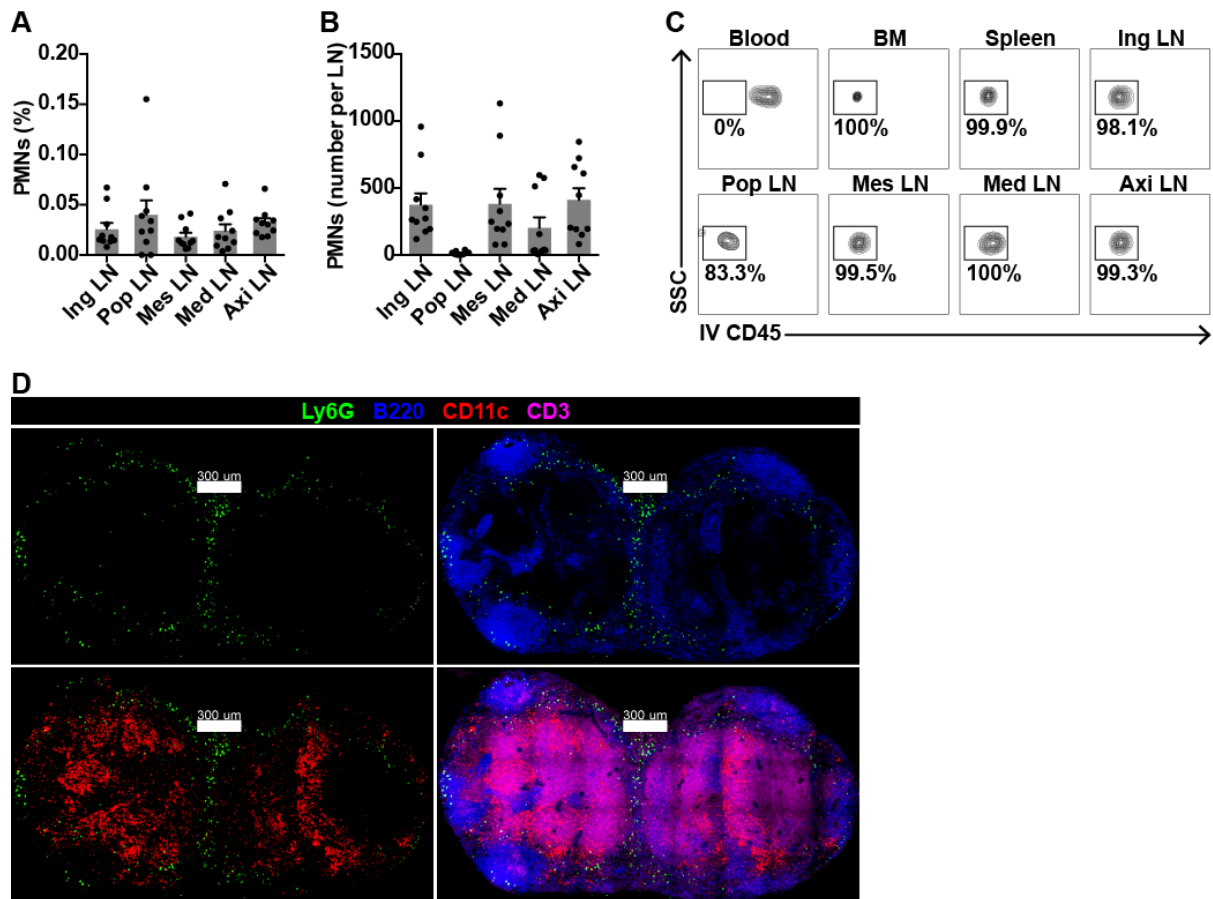 A
PMNs (%)
0.20
0.15
0.10
0.05
0.00
Ing LN
Pop LN
Mes LN
Med LN
Axi LN
B
PMNs (number per LN)
1500
1000
500
0
Ing LN
Pop LN
Mes LN
Med LN
Axi LN
C
Blood BM Spleen Ing LN
0% 100% 99.9% 98.1%
Pop LN Mes LN Med LN Axi LN
83.3% 99.5% 100% 99.3%
SSC
IV CD45
D
Ly6G B220 CD11c CD3
300 um 300 um
300 um 300 um